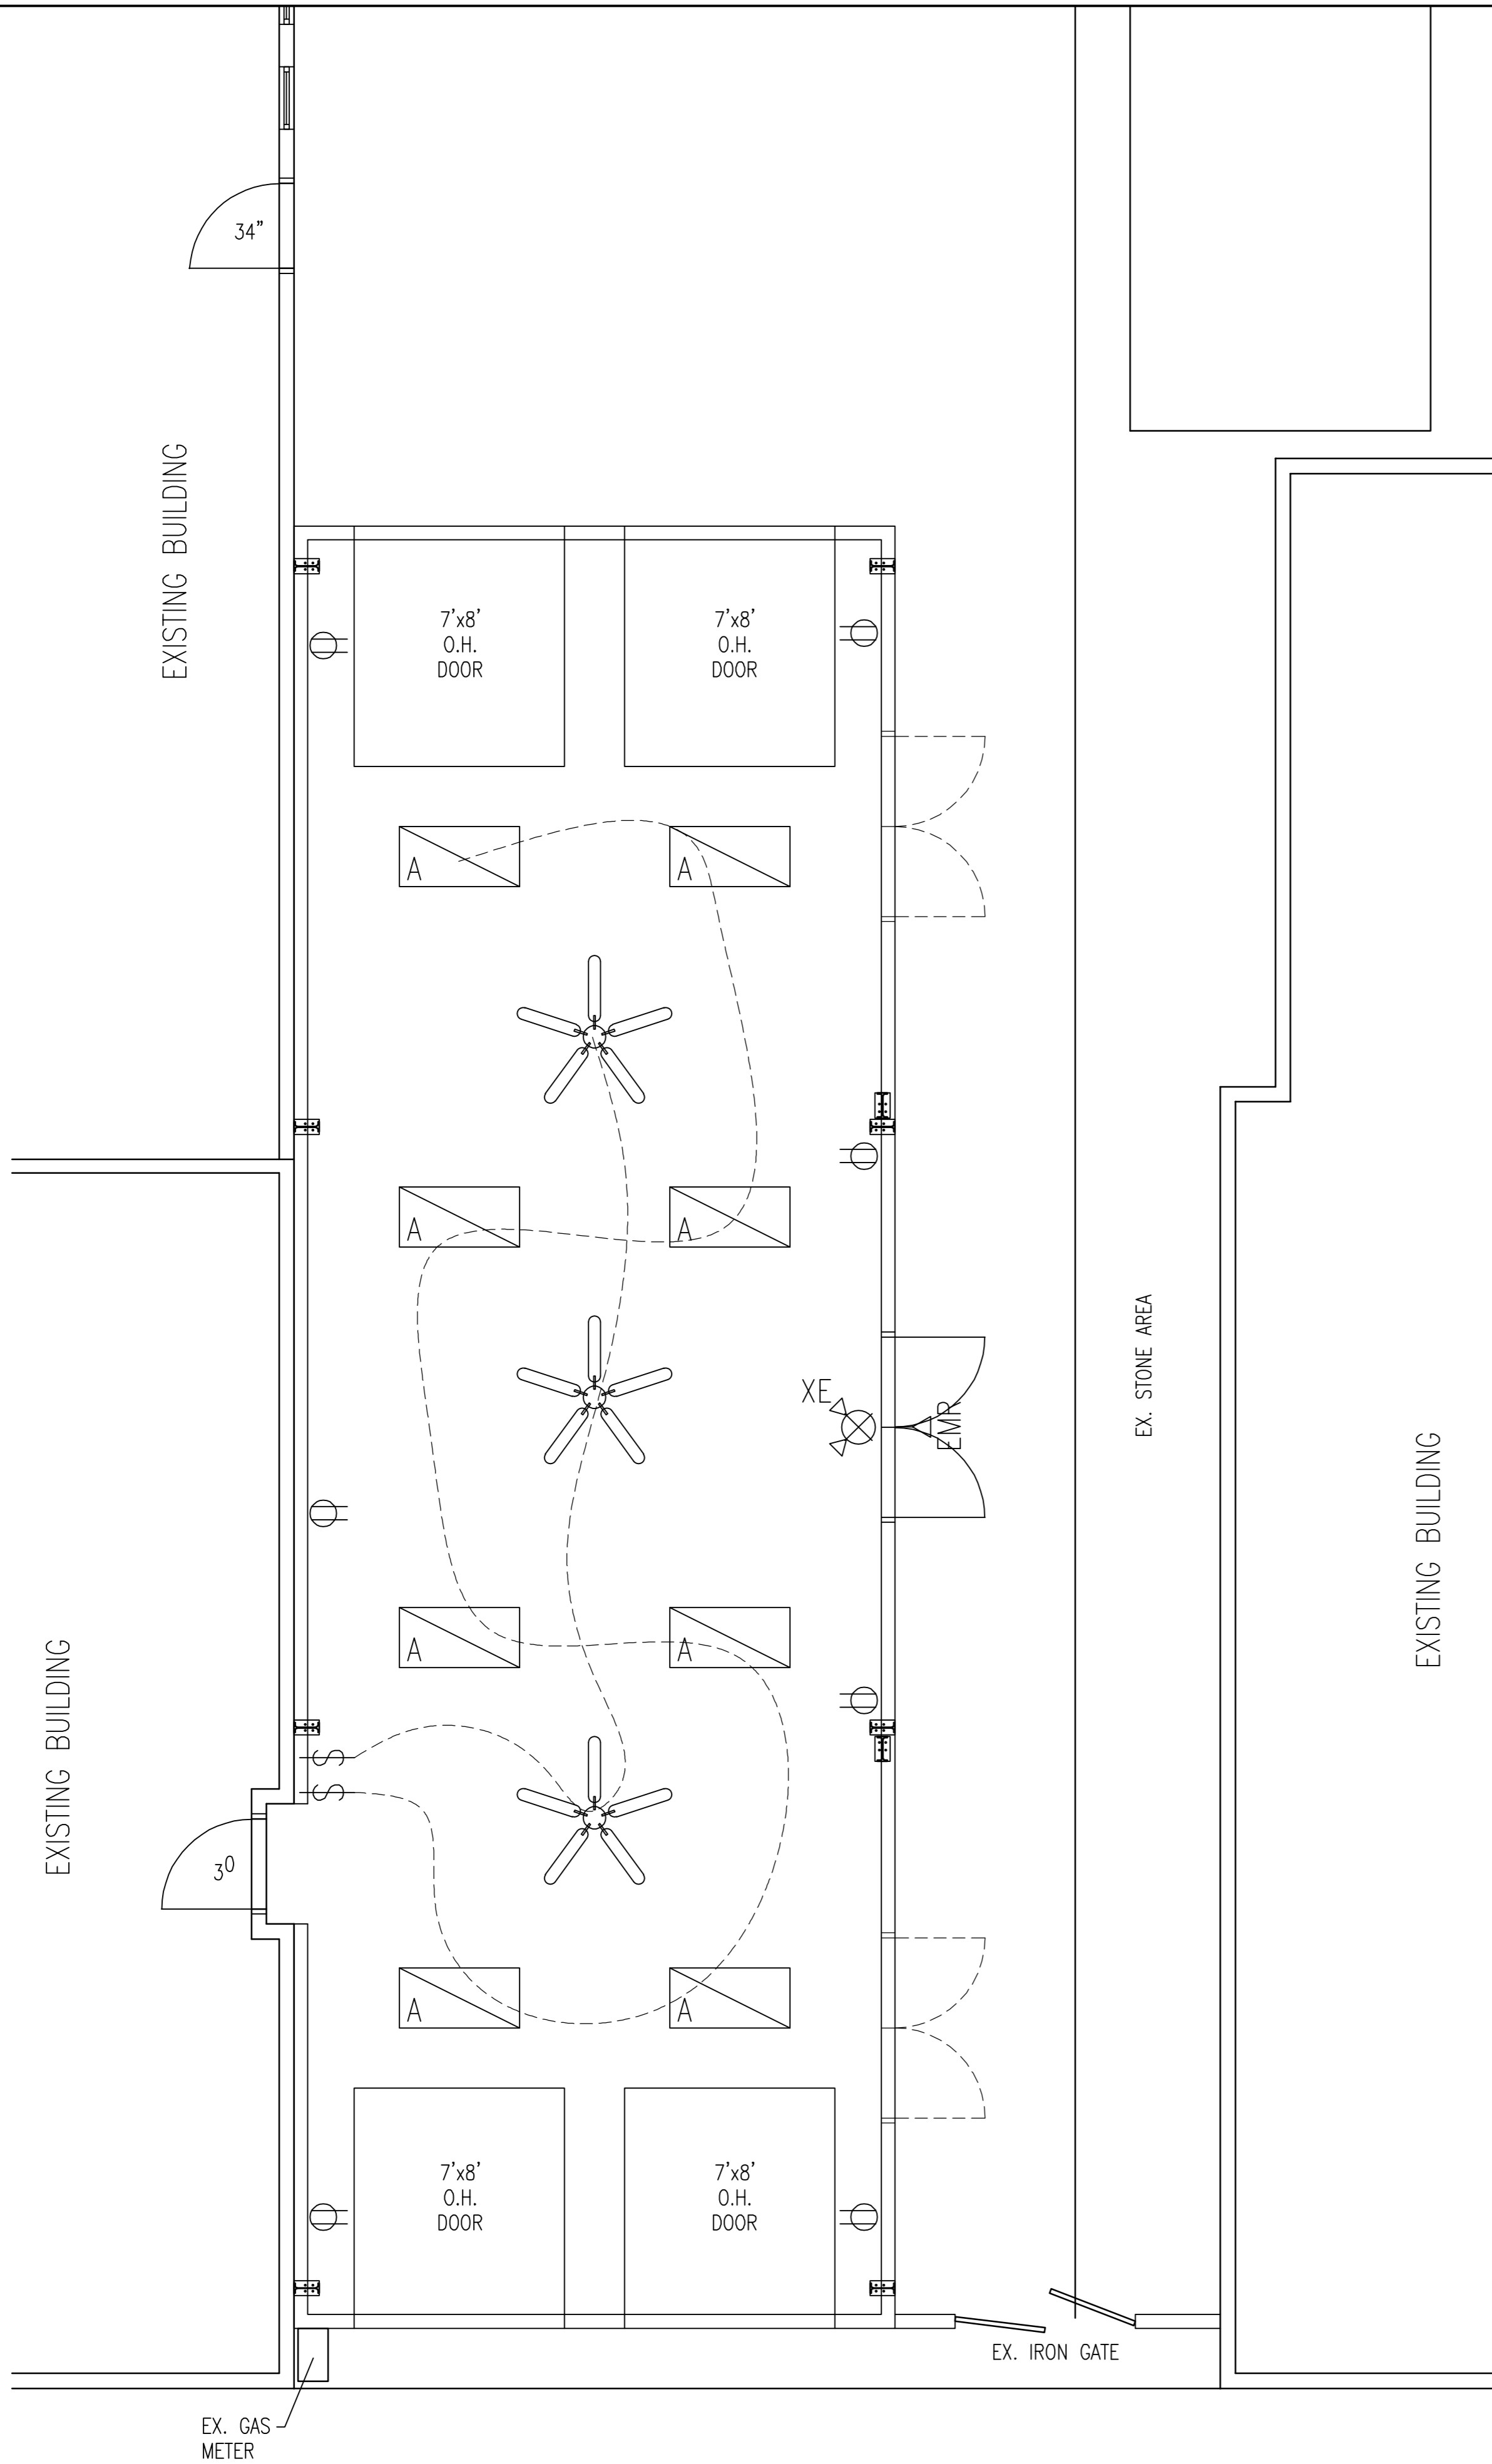 34"
EXISTING BUILDING
7'x8'
O.H.
DOOR
7'x8'
O.H.
DOOR
A
A
A
A
EX. STONE AREA
XE
EMR
EXISTING BUILDING
EXISTING BUILDING
A
A
S
S
3⁰
A
A
7'x8'
O.H.
DOOR
7'x8'
O.H.
DOOR
EX. IRON GATE
EX. GAS
METER